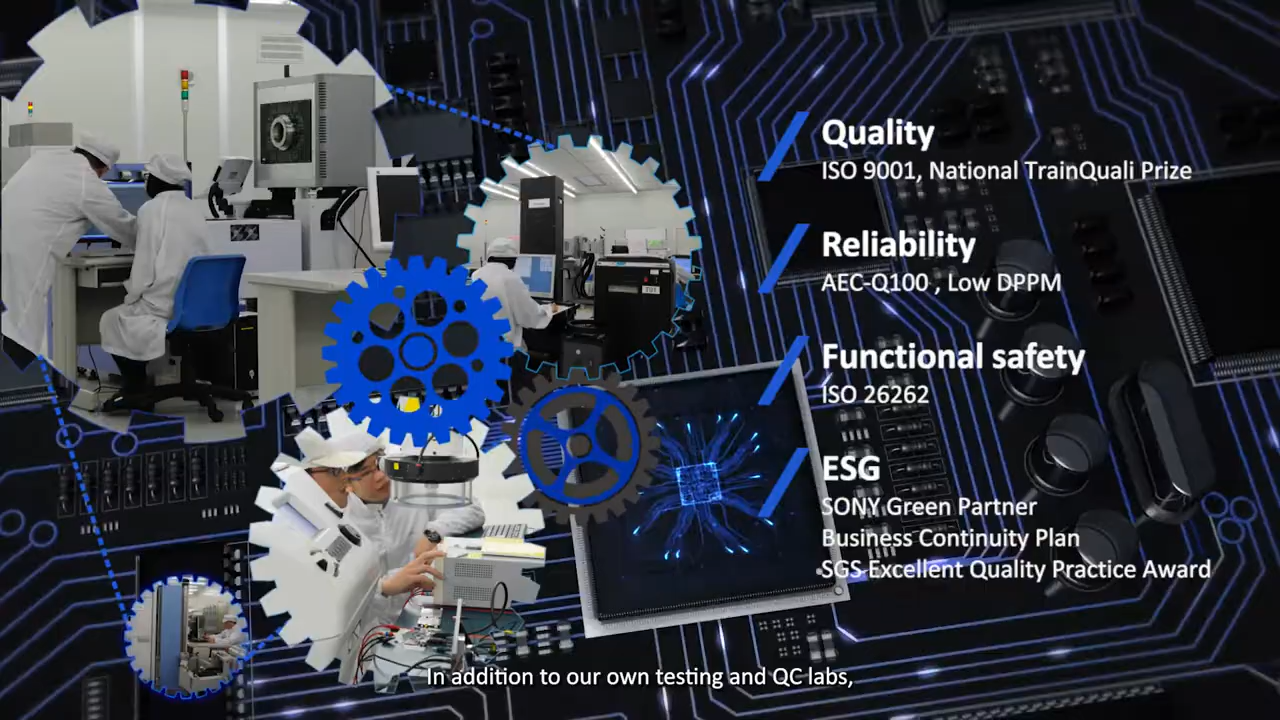 Quality
ISO 9001, National TrainQuali Prize
Reliability
AEC-Q100 , Low DPPM
Functional safety
ISO 26262
ESG
SONY Green Partner
Business Continuity Plan
SGS Excellent Quality Practice Award
In addition to our own testing and QC labs,